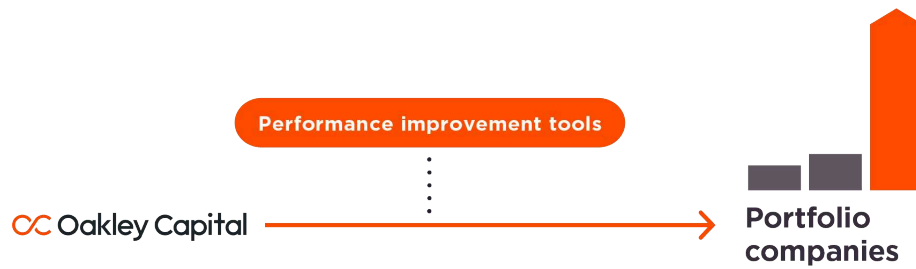 Performance improvement tools
Oakley Capital
Portfolio
companies